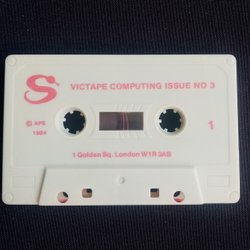 S
VICTAPE COMPUTING ISSUE NO 3
© APS
1984
1
1 Golden Sq. London W1R 3AB